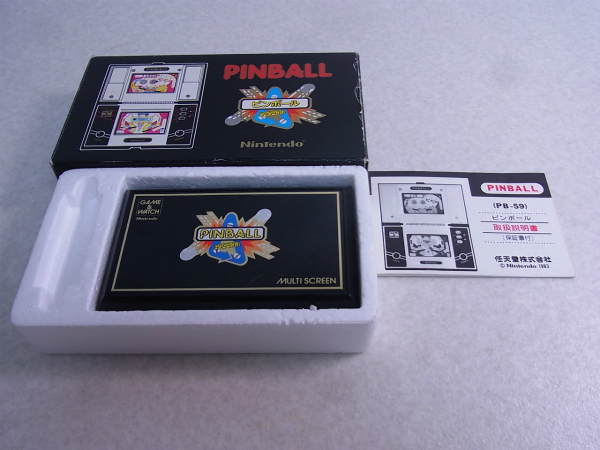 PINBALL
ピンボール
Nintendo
GAME & WATCH
Nintendo
PINBALL
MULTI SCREEN
PINBALL
(PB-59)
ピンボール
取扱説明書
(保証書付)
任天堂株式会社
© Nintendo 1983